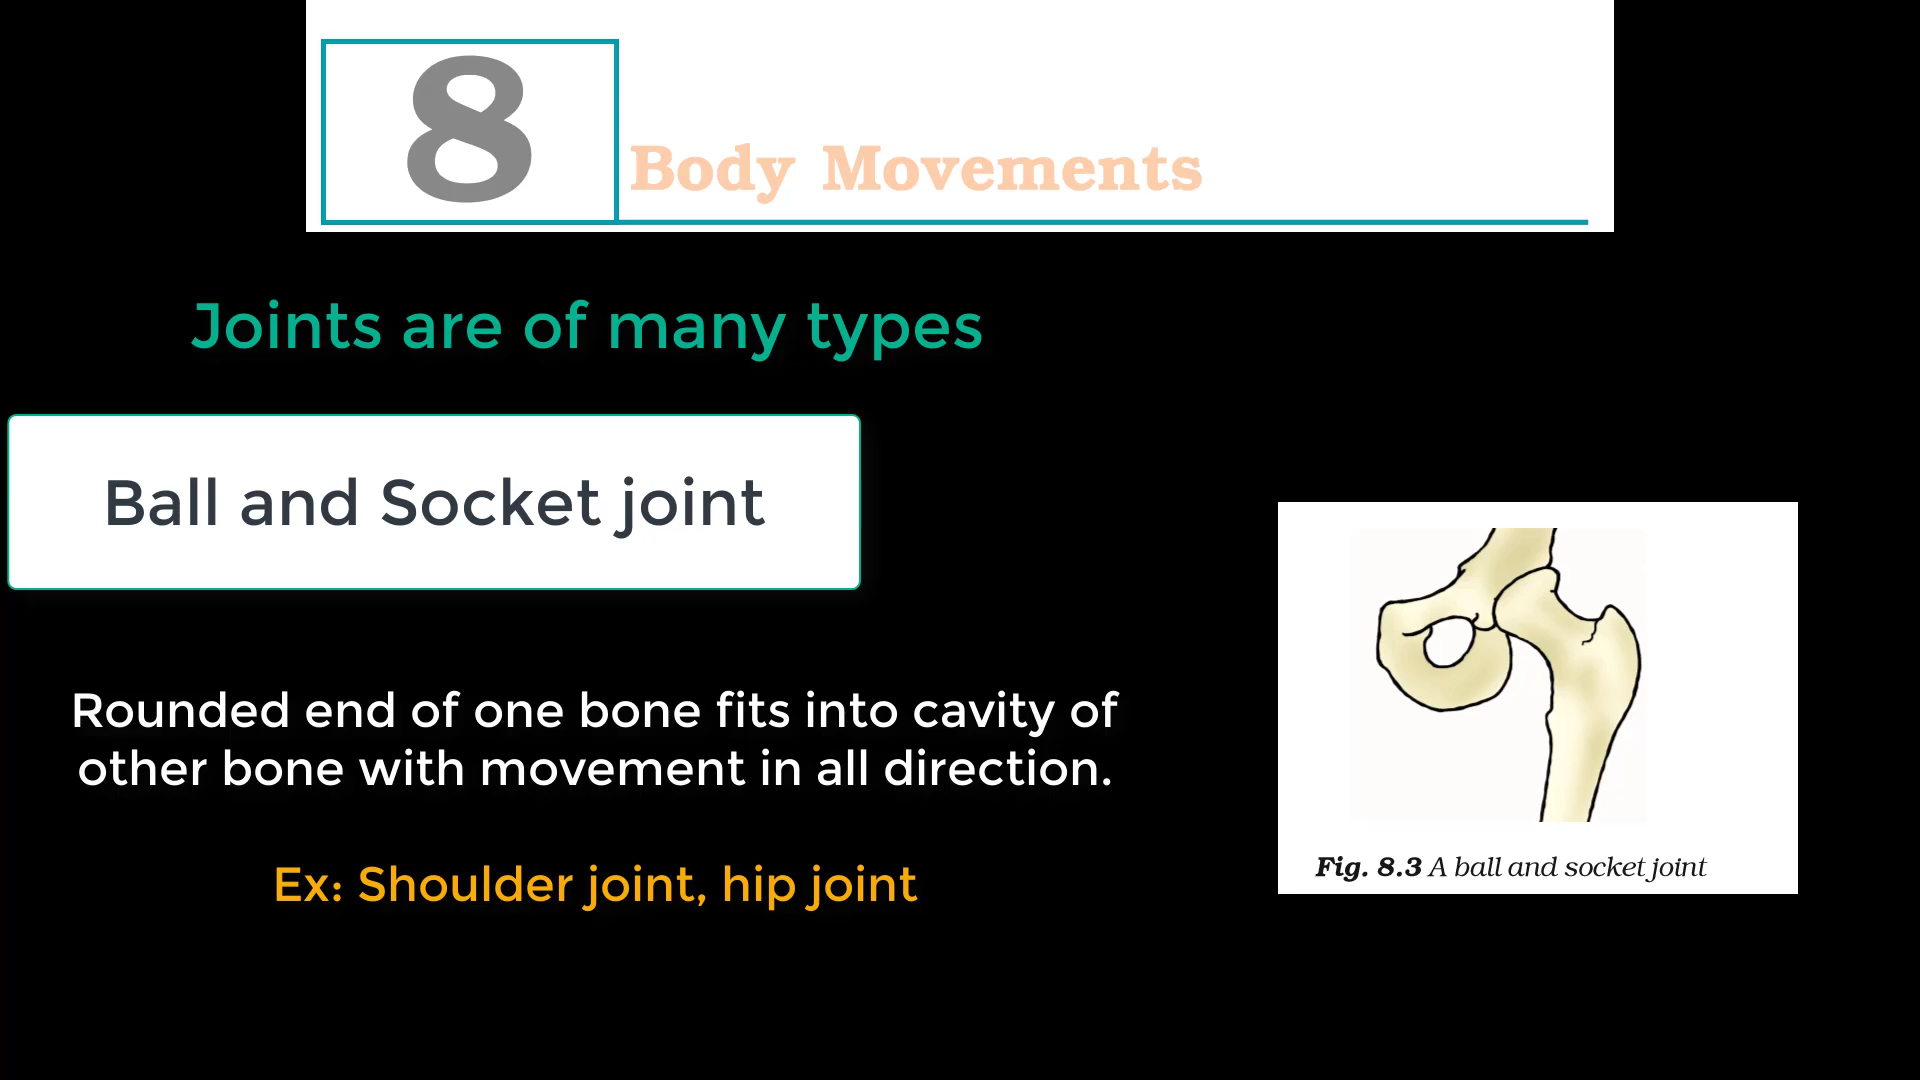 8
Body Movements
Joints are of many types
Ball and Socket joint
Rounded end of one bone fits into cavity of
other bone with movement in all direction.
Ex: Shoulder joint, hip joint
Fig. 8.3 A ball and socket joint